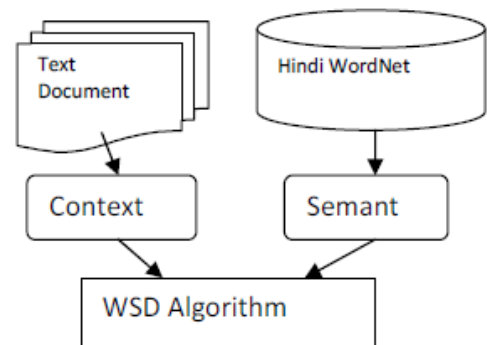 Text
Document
Hindi WordNet
Context
Semant
WSD Algorithm